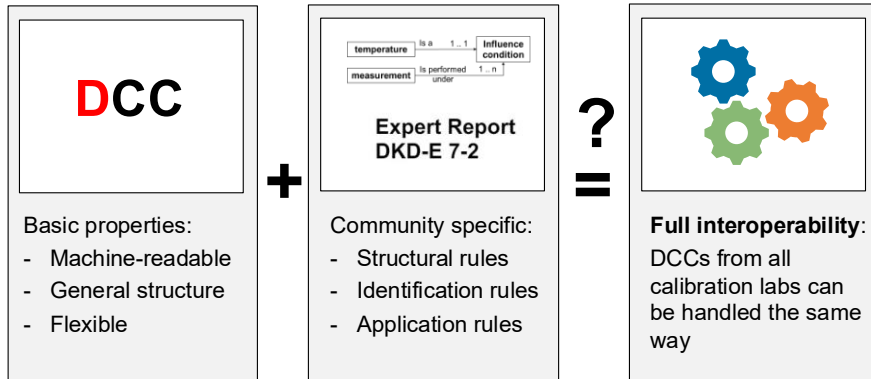 DCC
Basic properties:
- Machine-readable
- General structure
- Flexible
+
temperature
Is a
1 .. 1
Influence
condition
measurement
Is performed
under
1 .. n
Expert Report
DKD-E 7-2
Community specific:
- Structural rules
- Identification rules
- Application rules
?
=
Full interoperability:
DCCs from all
calibration labs can
be handled the same
way